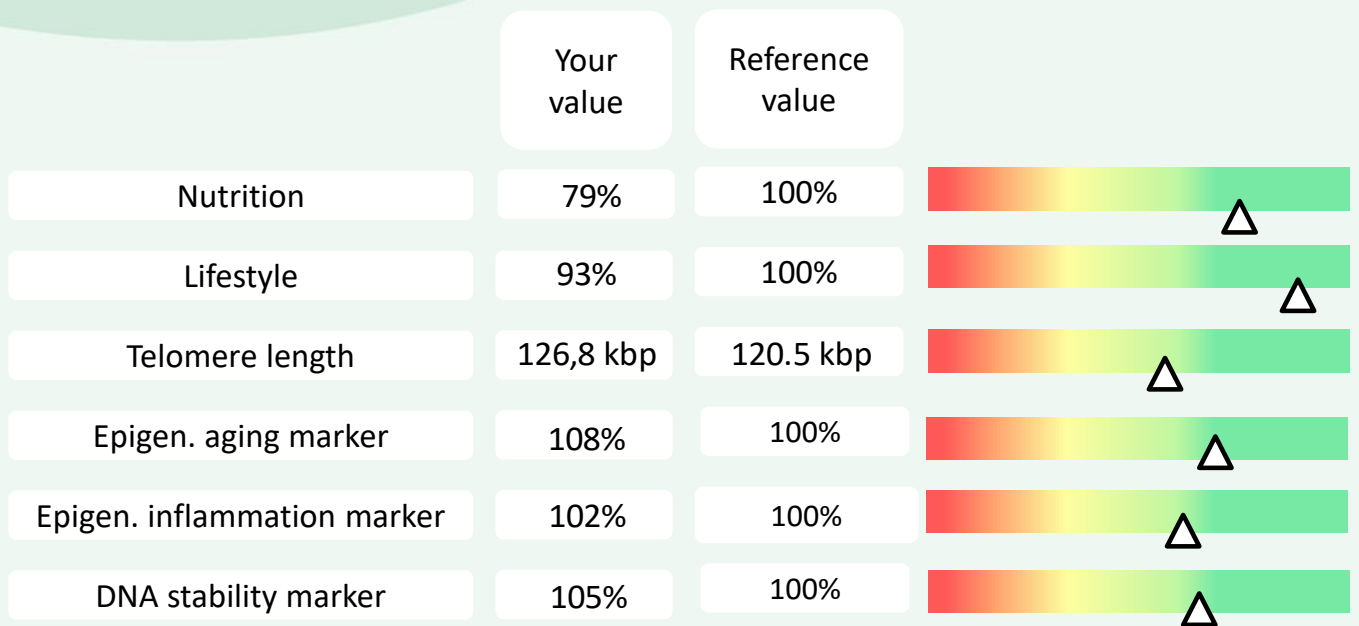 Your
value
Reference
value
Nutrition 79% 100%
Lifestyle 93% 100%
Telomere length 126,8 kbp 120.5 kbp
Epigen. aging marker 108% 100%
Epigen. inflammation marker 102% 100%
DNA stability marker 105% 100%